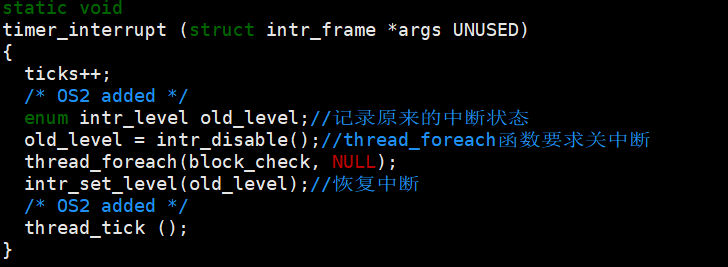 static void
timer_interrupt (struct intr_frame *args UNUSED)
{
  ticks++;
  /* OS2 added */
  enum intr_level old_level;//记录原来的中断状态
  old_level = intr_disable();//thread_foreach函数要求关中断
  thread_foreach(block_check, NULL);
  intr_set_level(old_level);//恢复中断
  /* OS2 added */
  thread_tick ();
}